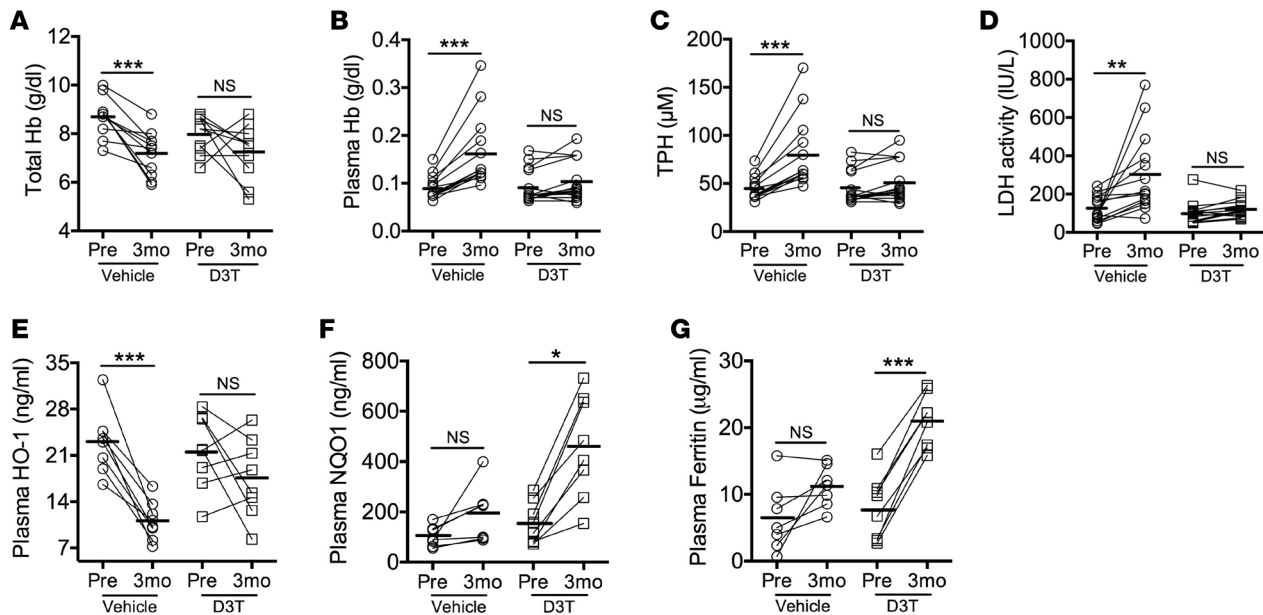 A
Total Hb (g/dl)
12
10
8
6
4
***
NS
Pre 3mo Pre 3mo
Vehicle D3T
B
Plasma Hb (g/dl)
0.4
0.3
0.2
0.1
0.0
***
NS
Pre 3mo Pre 3mo
Vehicle D3T
C
TPH (µM)
200
150
100
50
0
***
NS
Pre 3mo Pre 3mo
Vehicle D3T
D
LDH activity (IU/L)
1000
800
600
400
200
0
**
NS
Pre 3mo Pre 3mo
Vehicle D3T
E
Plasma HO-1 (ng/ml)
35
28
21
14
7
***
NS
Pre 3mo Pre 3mo
Vehicle D3T
F
Plasma NQO1 (ng/ml)
800
600
400
200
0
NS
*
Pre 3mo Pre 3mo
Vehicle D3T
G
Plasma Ferritin (µg/ml)
30
20
10
0
NS
***
Pre 3mo Pre 3mo
Vehicle D3T